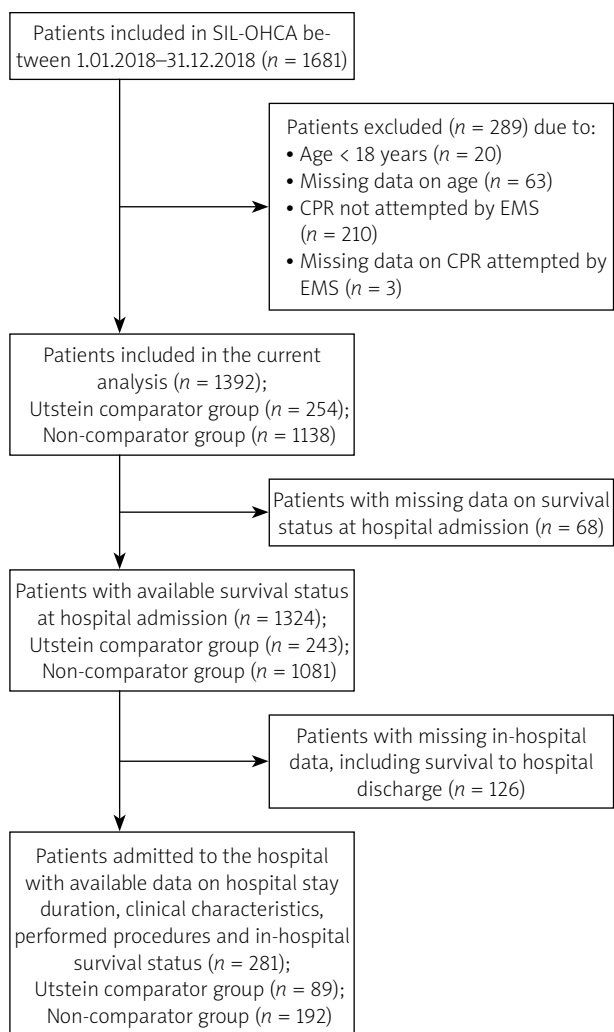 Patients included in SIL-OHCA be-
tween 1.01.2018–31.12.2018 (n = 1681)
Patients excluded (n = 289) due to:
• Age < 18 years (n = 20)
• Missing data on age (n = 63)
• CPR not attempted by EMS
(n = 210)
• Missing data on CPR attempted by
EMS (n = 3)
Patients included in the current
analysis (n = 1392);
Utstein comparator group (n = 254);
Non-comparator group (n = 1138)
Patients with missing data on survival
status at hospital admission (n = 68)
Patients with available survival status
at hospital admission (n = 1324);
Utstein comparator group (n = 243);
Non-comparator group (n = 1081)
Patients with missing in-hospital
data, including survival to hospital
discharge (n = 126)
Patients admitted to the hospital
with available data on hospital stay
duration, clinical characteristics,
performed procedures and in-hospital
survival status (n = 281);
Utstein comparator group (n = 89);
Non-comparator group (n = 192)